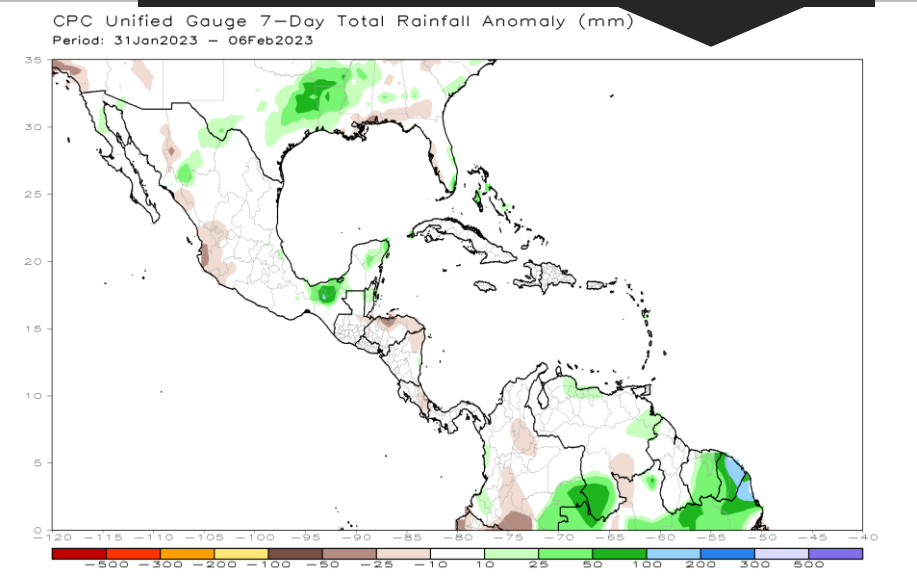 CPC Unified Gauge 7-Day Total Rainfall Anomaly (mm)
Period: 31Jan2023 - 06Feb2023
35
30
25
20
15
10
5
0
-120 -115 -110 -105 -100 -95 -90 -85 -80 -75 -70 -65 -60 -55 -50 -45 -40
-500 -300 -200 -100 -50 -25 -10 10 25 50 100 200 300 500